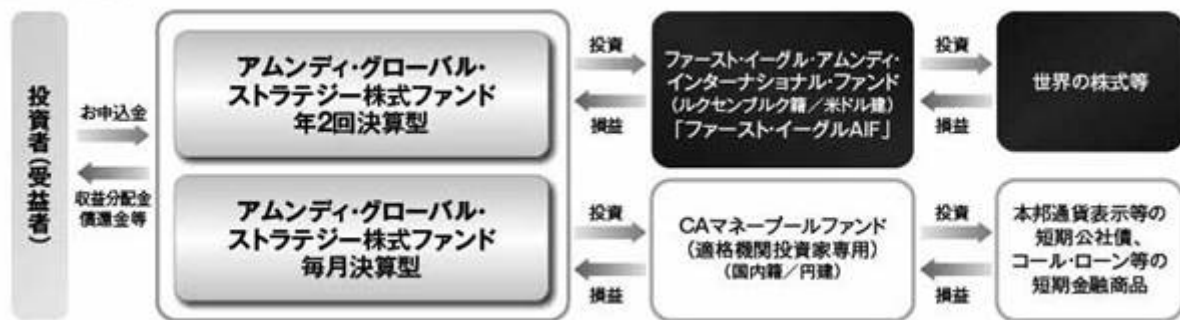 投資者（受益者）
お申込金
収益分配金
償還金等
アムンディ・グローバル・
ストラテジー株式ファンド
年2回決算型
アムンディ・グローバル・
ストラテジー株式ファンド
毎月決算型
投資
損益
ファースト・イーグル・アムンディ・
インターナショナル・ファンド
（ルクセンブルク籍／米ドル建）
「ファースト・イーグルAIF」
投資
損益
世界の株式等
投資
損益
CAマネープールファンド
（適格機関投資家専用）
（国内籍／円建）
投資
損益
本邦通貨表示等の
短期公社債、
コール・ローン等の
短期金融商品